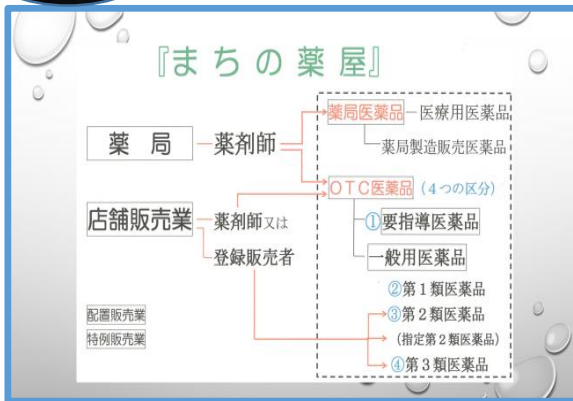 『まちの薬屋』
薬局
薬剤師
薬局医薬品
医療用医薬品
薬局製造販売医薬品
OTC医薬品 (4つの区分)
①要指導医薬品
店舗販売業
薬剤師又は
登録販売者
一般用医薬品
②第1類医薬品
③第2類医薬品
(指定第2類医薬品)
④第3類医薬品
配置販売業
特例販売業